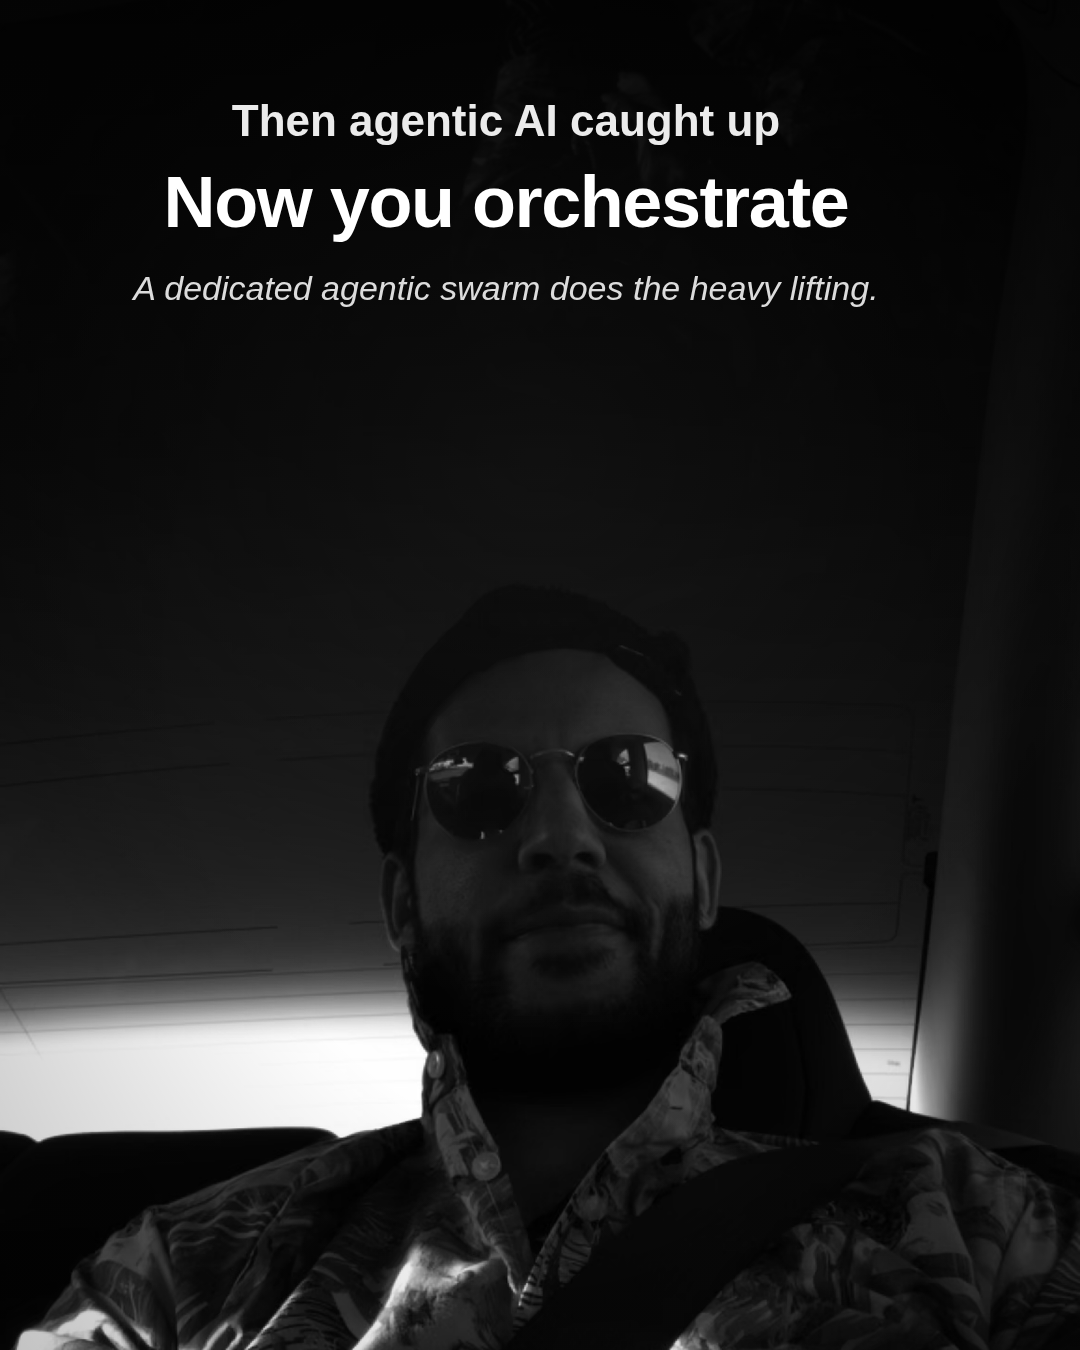 Then agentic AI caught up
Now you orchestrate
A dedicated agentic swarm does the heavy lifting.